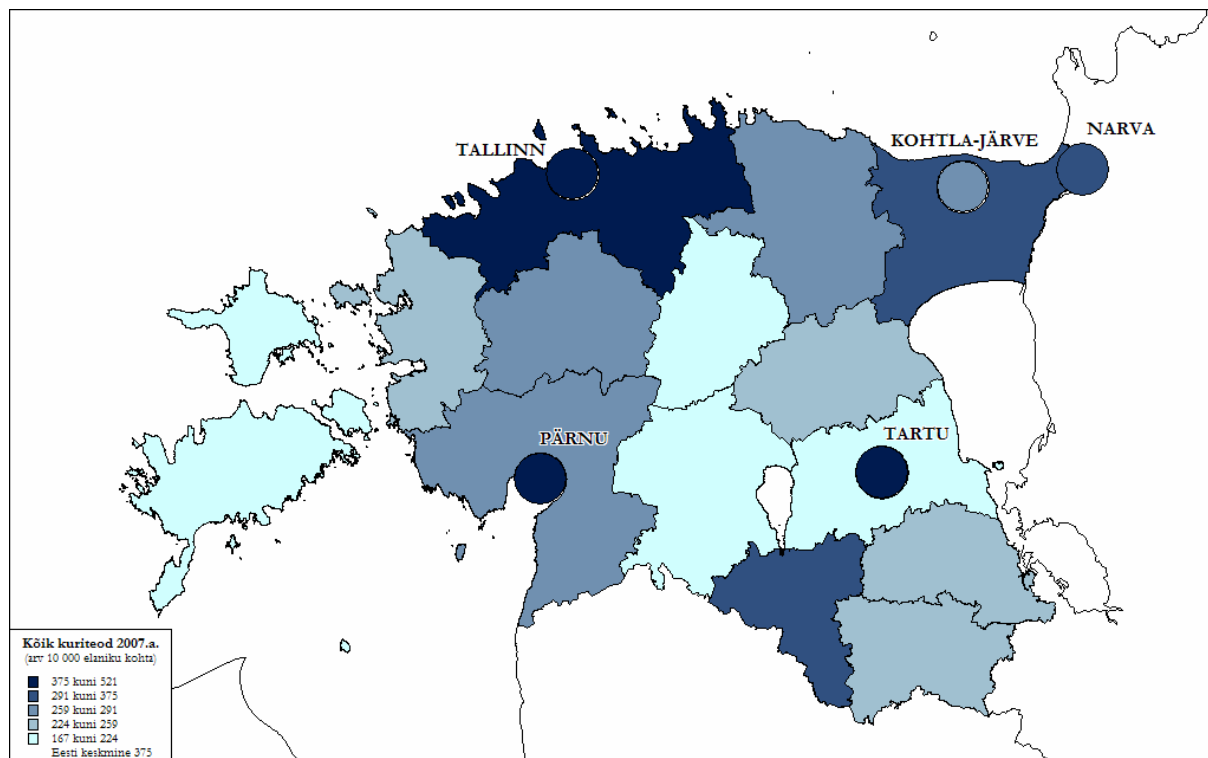 TALLINN
KOHTLA-JÄRVE
NARVA
PÄRNU
TARTU
Kõik kuriteod 2007.a.
(arv 10 000 elaniku kohta)
375 kuni 521
291 kuni 375
259 kuni 291
224 kuni 259
167 kuni 224
Eesti keskmine 375